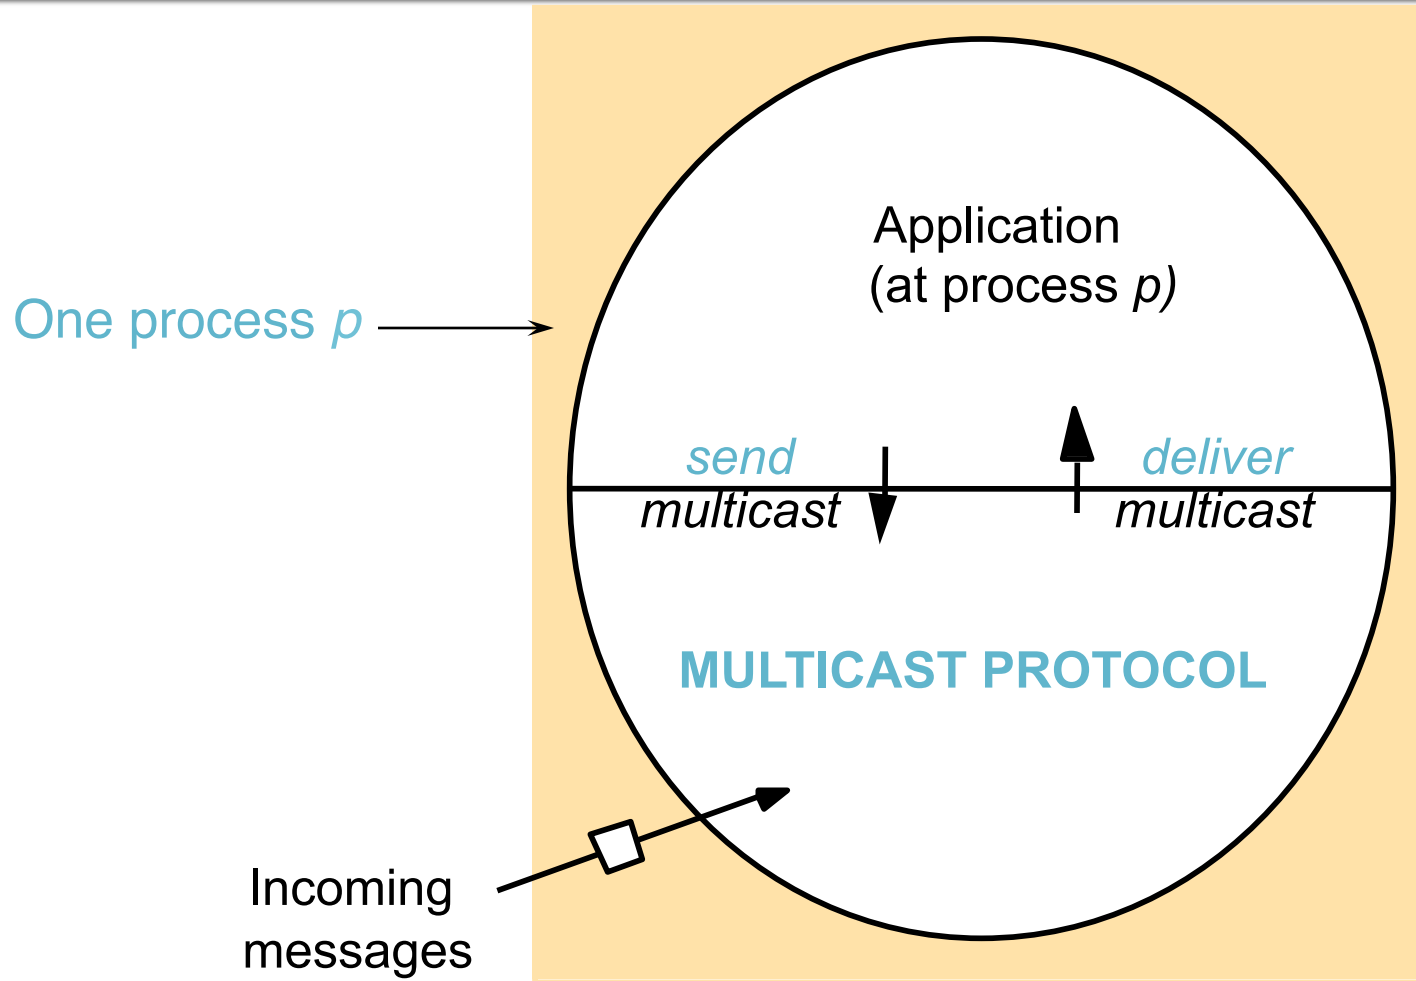 Application
(at process p)
One process p
send
deliver
multicast
multicast
MULTICAST PROTOCOL
Incoming
messages